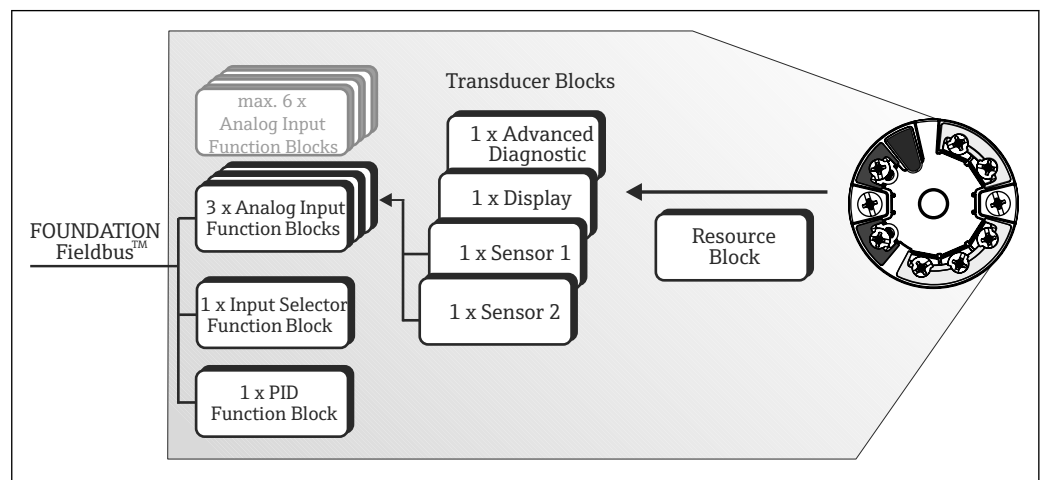 max. 6 x
Analog Input
Function Blocks
Transducer Blocks
1 x Advanced
Diagnostic
1 x Display
3 x Analog Input
Function Blocks
FOUNDATION
Fieldbus™
1 x Sensor 1
Resource
Block
1 x Input Selector
Function Block
1 x Sensor 2
1 x PID
Function Block